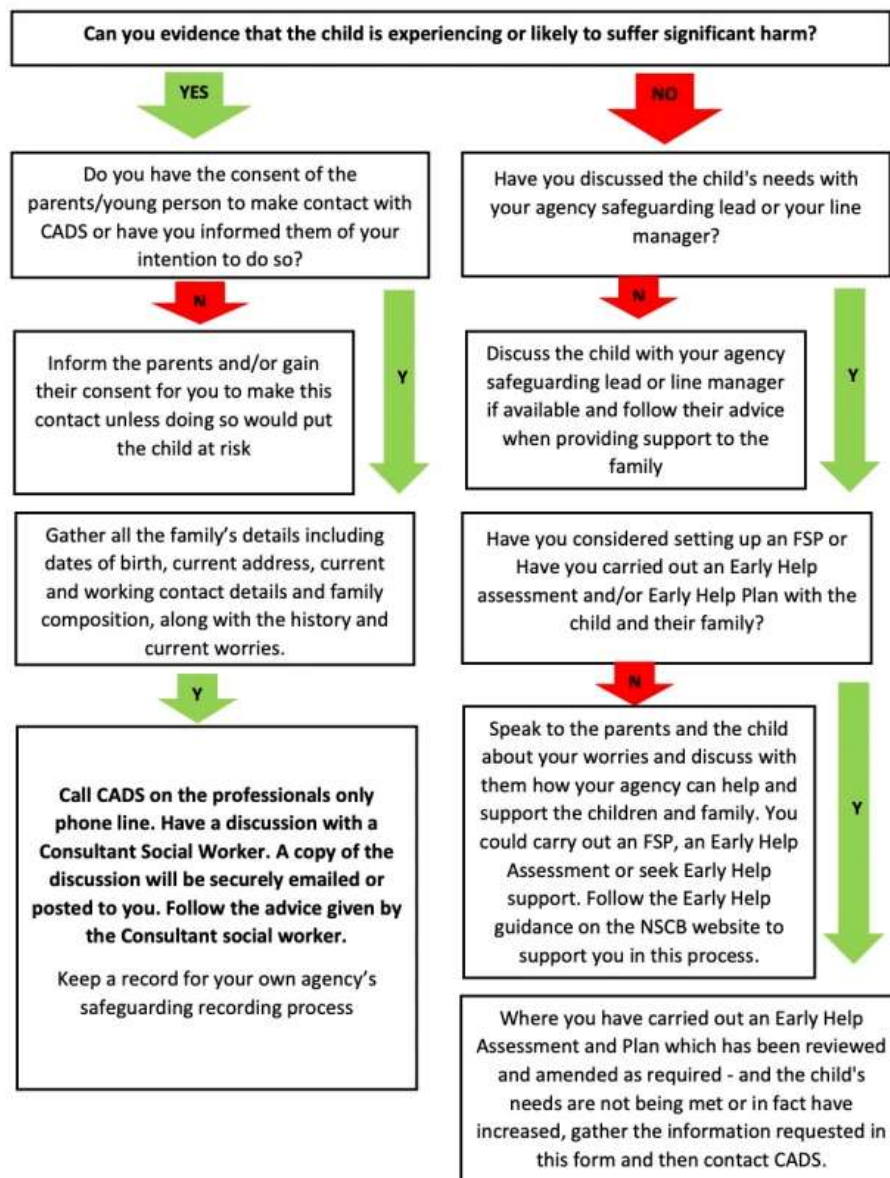 Can you evidence that the child is experiencing or likely to suffer significant harm?
YES
NO
Do you have the consent of the
parents/young person to make contact with
CADS or have you informed them of your
intention to do so?
Have you discussed the child's needs with
your agency safeguarding lead or your line
manager?
N
Y
N
Y
Inform the parents and/or gain
their consent for you to make this
contact unless doing so would put
the child at risk
Discuss the child with your agency
safeguarding lead or line manager
if available and follow their advice
when providing support to the
family
Gather all the family’s details including
dates of birth, current address, current
and working contact details and family
composition, along with the history and
current worries.
Have you considered setting up an FSP or
Have you carried out an Early Help
assessment and/or Early Help Plan with the
child and their family?
Y
N
Y
Call CADS on the professionals only
phone line. Have a discussion with a
Consultant Social Worker. A copy of the
discussion will be securely emailed or
posted to you. Follow the advice given by
the Consultant social worker.
Keep a record for your own agency’s
safeguarding recording process
Speak to the parents and the child
about your worries and discuss with
them how your agency can help and
support the children and family. You
could carry out an FSP, an Early Help
Assessment or seek Early Help
support. Follow the Early Help
guidance on the NSCB website to
support you in this process.
Where you have carried out an Early Help
Assessment and Plan which has been reviewed
and amended as required - and the child's
needs are not being met or in fact have
increased, gather the information requested in
this form and then contact CADS.